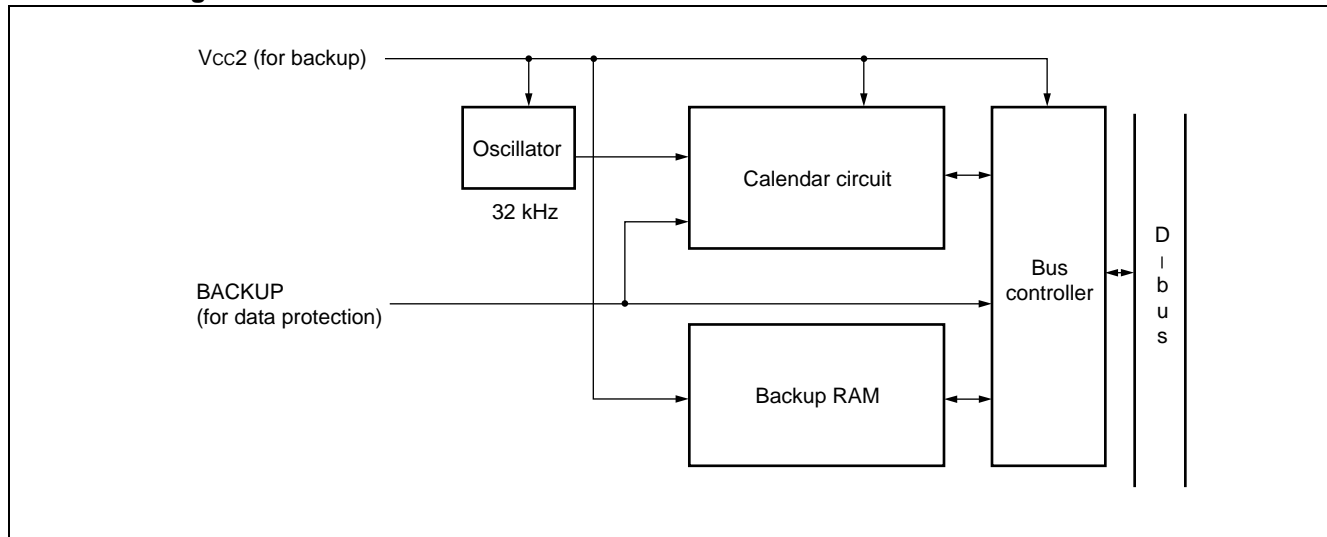 Vcc2 (for backup)
Oscillator
32 kHz
Calendar circuit
BACKUP
(for data protection)
Bus
controller
Backup RAM
D
|
b
u
s